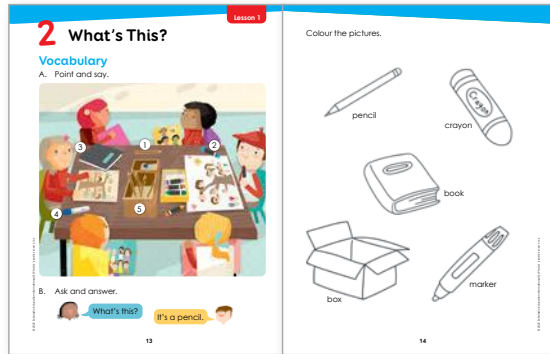 Lesson 1
2 What's This?
Vocabulary
A. Point and say.
1
2
3
4
5
B. Ask and answer.
What's this?
It's a pencil.
13
Colour the pictures.
pencil
Crayon
crayon
book
box
marker
14